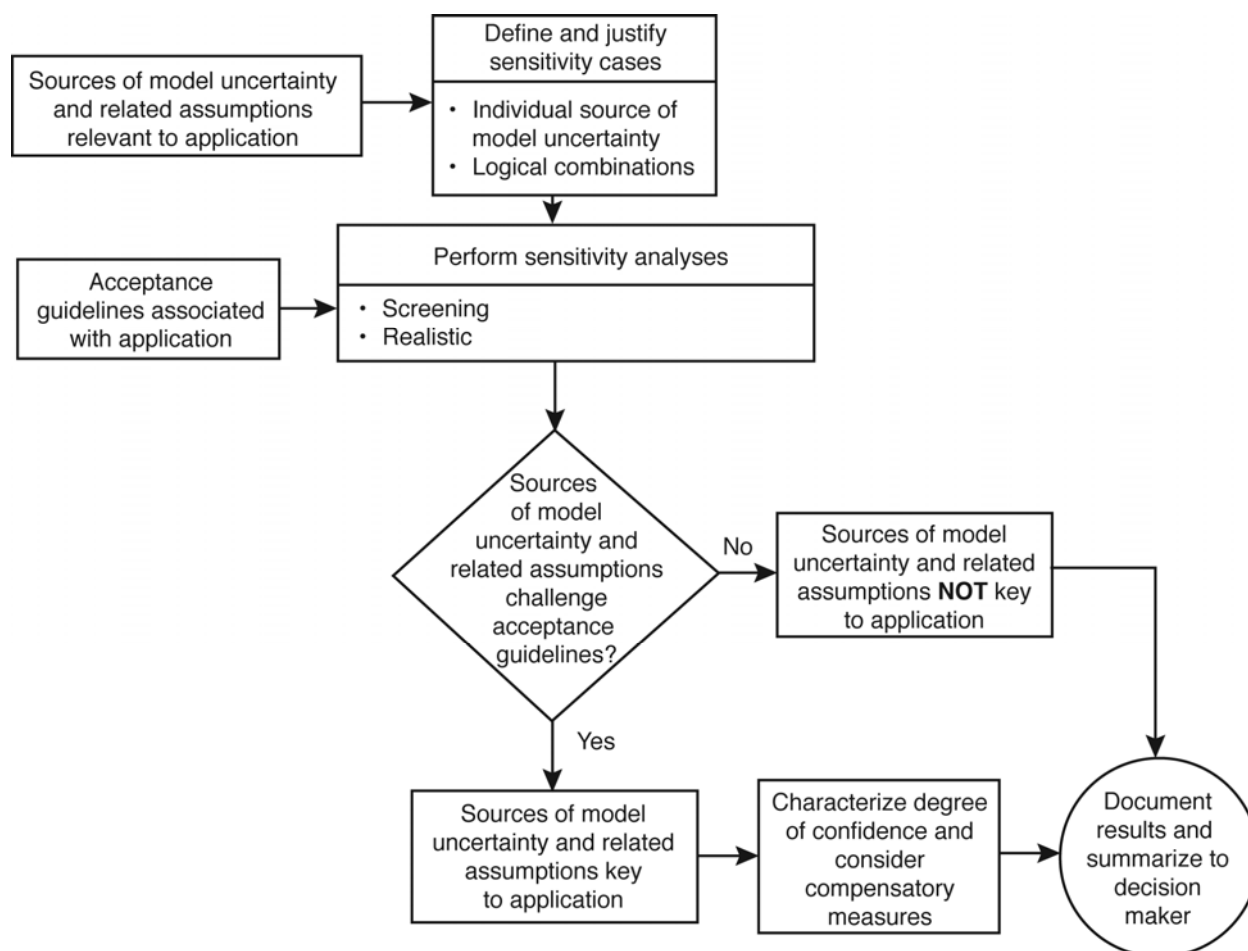 Define and justify
sensitivity cases
Sources of model uncertainty
and related assumptions
relevant to application
• Individual source of
model uncertainty
• Logical combinations
Perform sensitivity analyses
Acceptance
guidelines associated
with application
• Screening
• Realistic
Sources
of model
uncertainty and
related assumptions
challenge
acceptance
guidelines?
No
Sources of model
uncertainty and related
assumptions NOT key
to application
Yes
Sources of model
uncertainty and related
assumptions key
to application
Characterize degree
of confidence and
consider
compensatory
measures
Document
results and
summarize to
decision
maker